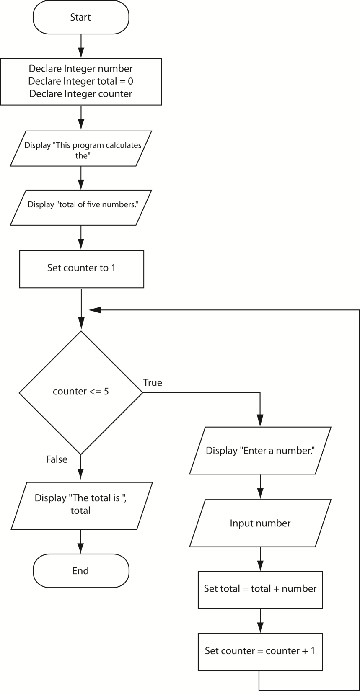 Start
Declare Integer number
Declare Integer total = 0
Declare Integer counter
Display "This program calculates
the"
Display "total of five numbers."
Set counter to 1
counter <= 5
True
False
Display "Enter a number."
Display "The total is ",
total
Input number
End
Set total = total + number
Set counter = counter + 1